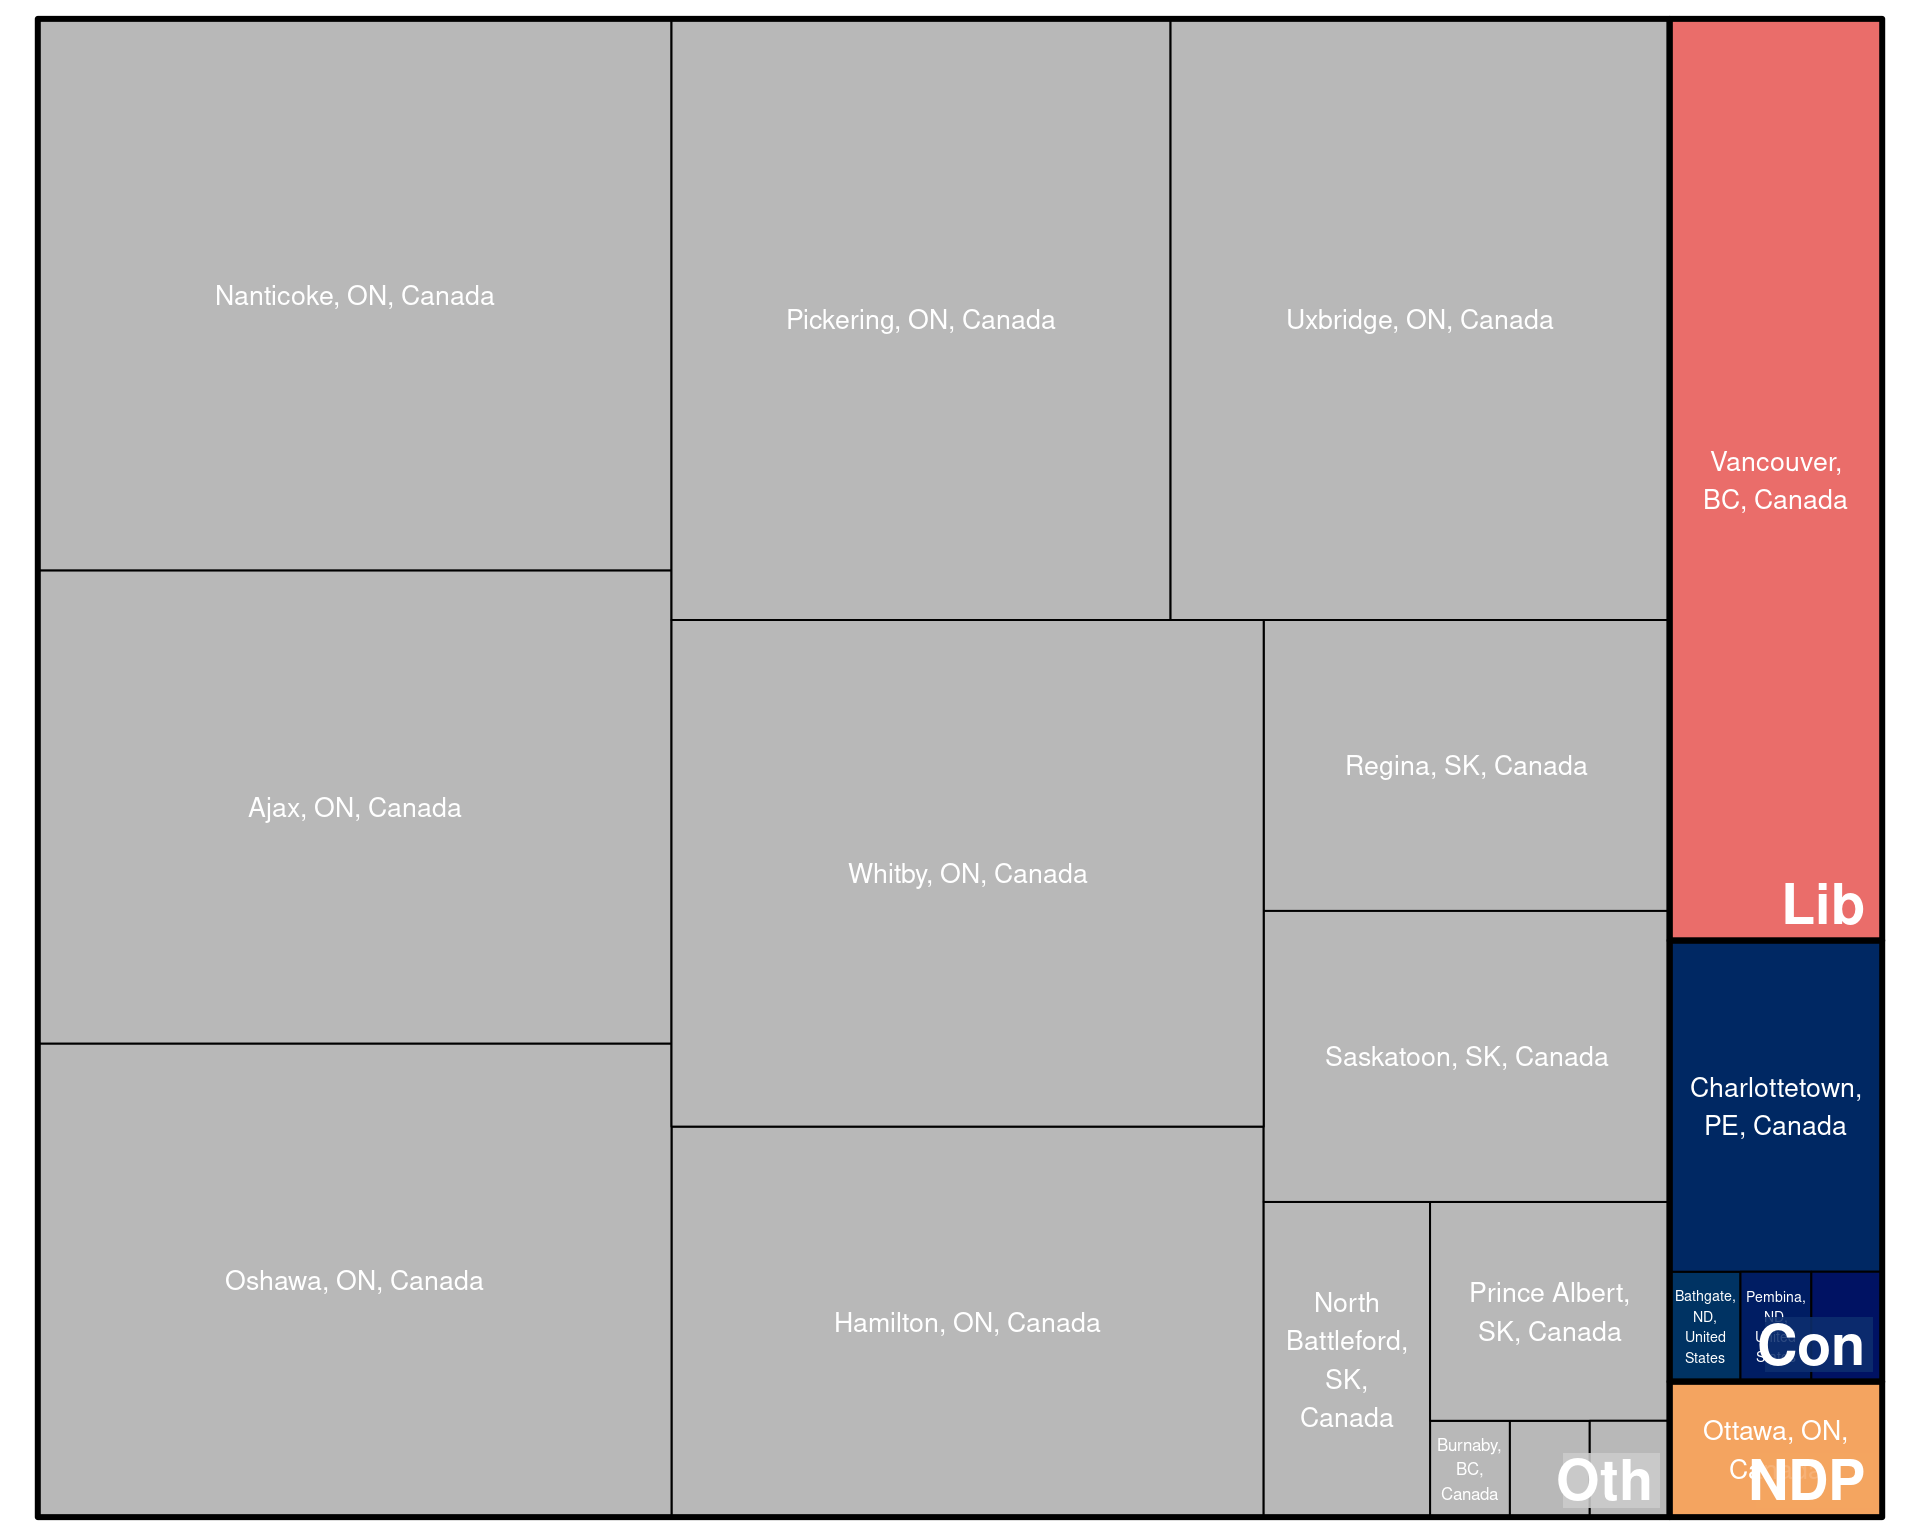 Nanticoke, ON, Canada
Pickering, ON, Canada
Uxbridge, ON, Canada
Vancouver,
BC, Canada
Lib
Ajax, ON, Canada
Whitby, ON, Canada
Regina, SK, Canada
Saskatoon, SK, Canada
Charlottetown,
PE, Canada
Oshawa, ON, Canada
Hamilton, ON, Canada
North
Battleford,
SK,
Canada
Prince Albert,
SK, Canada
Burnaby,
BC,
Canada
Oth
Bathgate,
ND,
United
States
Pembina,
ND,
Con
Ottawa, ON,
NDP